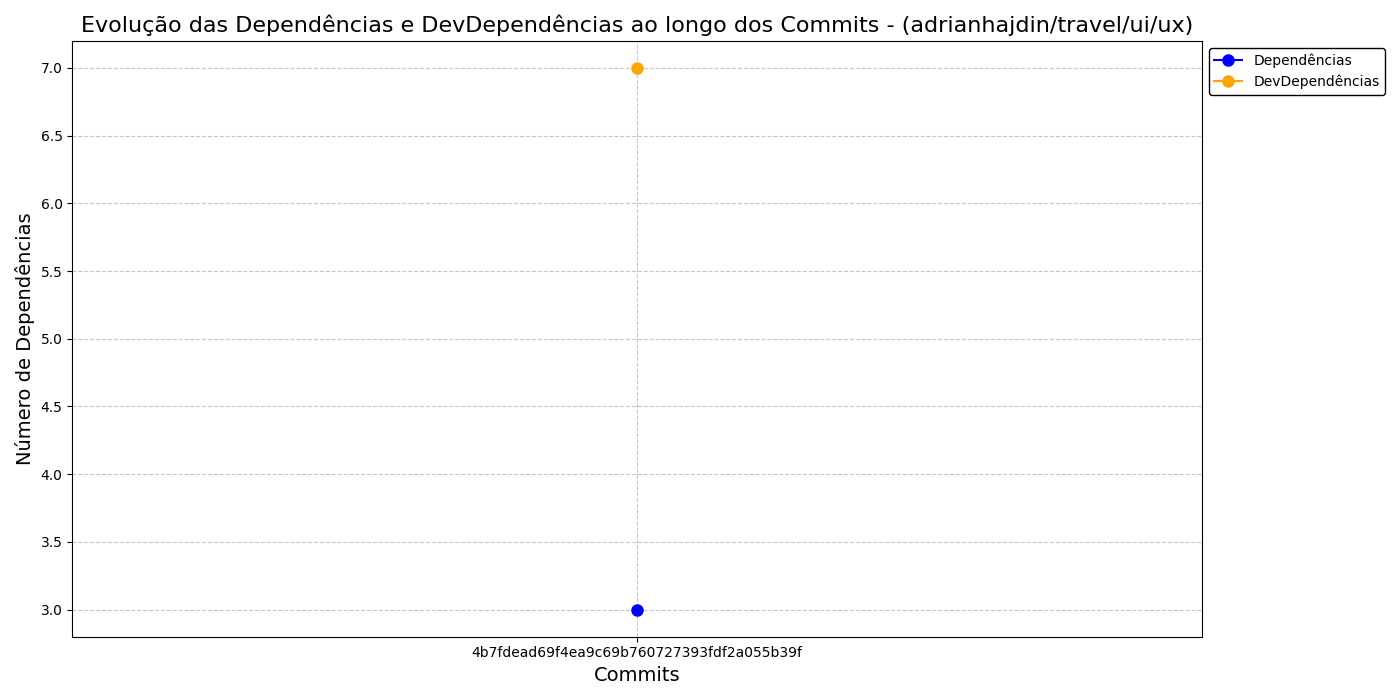 Evolução das Dependências e DevDependências ao longo dos Commits - (adrianhajdin/travel/ui/ux)
Dependências
DevDependências
Número de Dependências
7.0
6.5
6.0
5.5
5.0
4.5
4.0
3.5
3.0
4b7fdead69f4ea9c69b760727393fdf2a055b39f
Commits